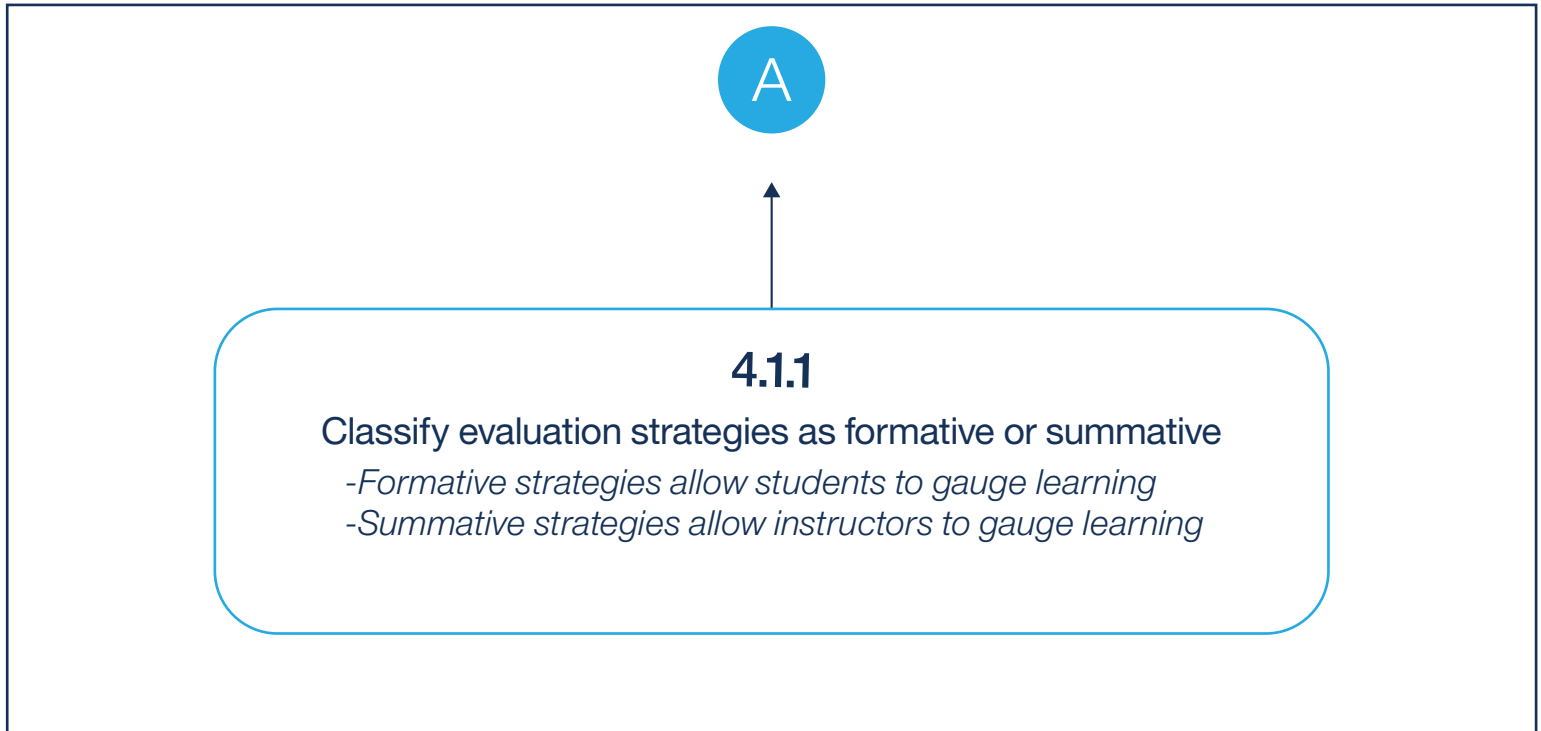 A
4.1.1
Classify evaluation strategies as formative or summative
-Formative strategies allow students to gauge learning
-Summative strategies allow instructors to gauge learning